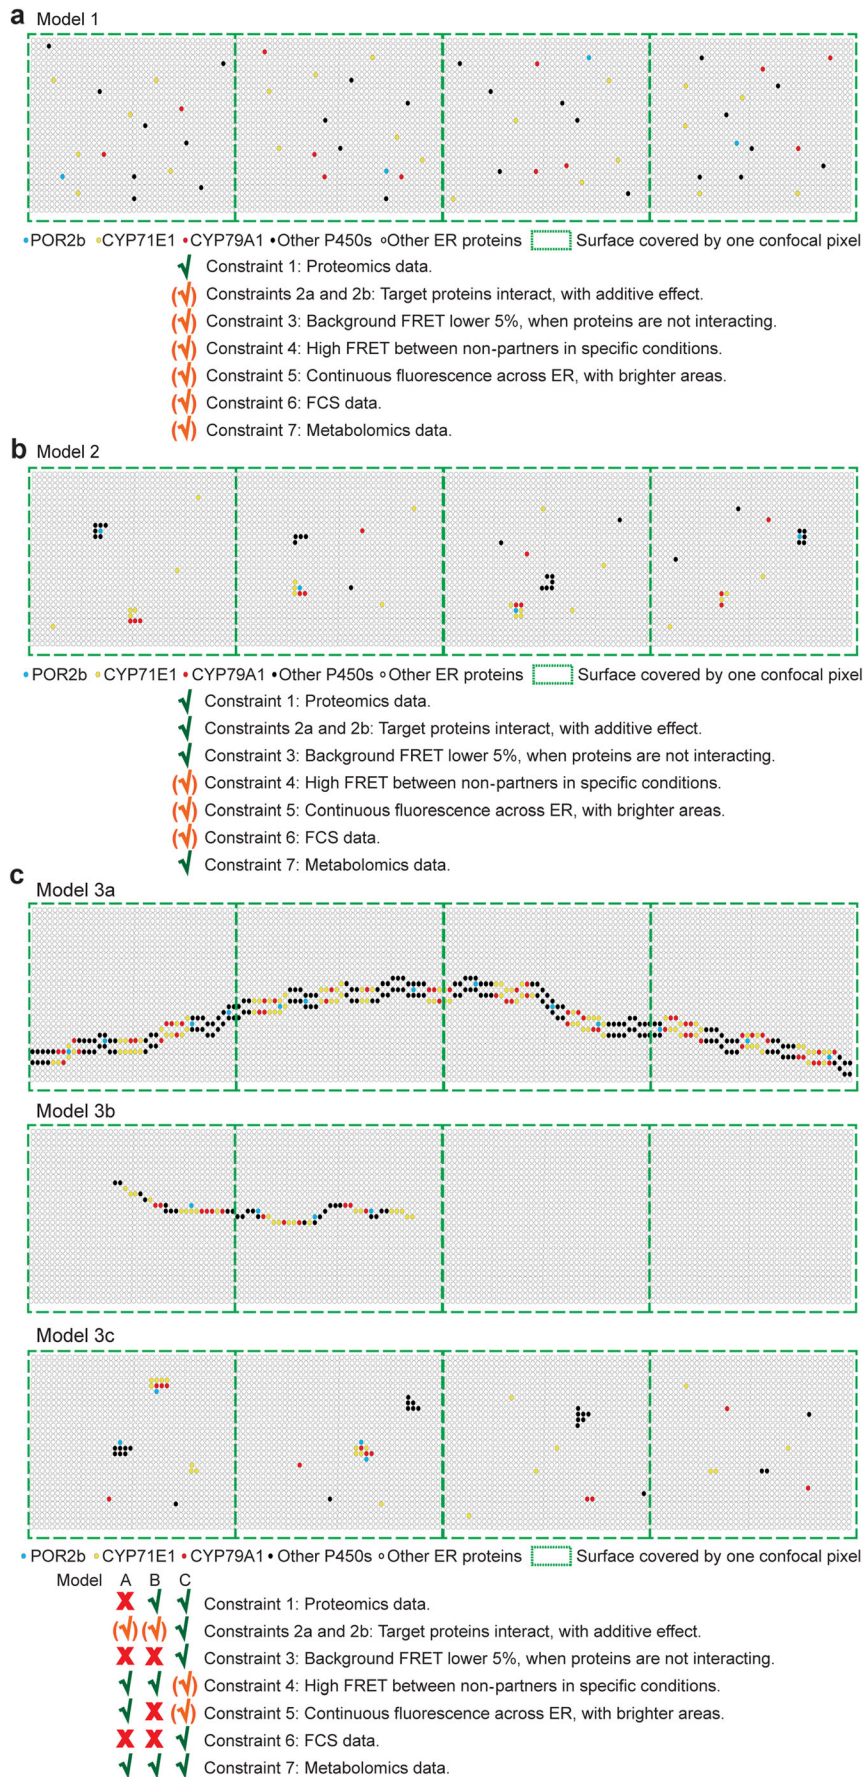 a
Model 1
POR2b CYP71E1 CYP79A1 Other P450s Other ER proteins Surface covered by one confocal pixel
Constraint 1: Proteomics data.
Constraints 2a and 2b: Target proteins interact, with additive effect.
Constraint 3: Background FRET lower 5%, when proteins are not interacting.
Constraint 4: High FRET between non-partners in specific conditions.
Constraint 5: Continuous fluorescence across ER, with brighter areas.
Constraint 6: FCS data.
Constraint 7: Metabolomics data.
b
Model 2
POR2b CYP71E1 CYP79A1 Other P450s Other ER proteins Surface covered by one confocal pixel
Constraint 1: Proteomics data.
Constraints 2a and 2b: Target proteins interact, with additive effect.
Constraint 3: Background FRET lower 5%, when proteins are not interacting.
Constraint 4: High FRET between non-partners in specific conditions.
Constraint 5: Continuous fluorescence across ER, with brighter areas.
Constraint 6: FCS data.
Constraint 7: Metabolomics data.
c
Model 3a
Model 3b
Model 3c
POR2b CYP71E1 CYP79A1 Other P450s Other ER proteins Surface covered by one confocal pixel
Model A B C
Constraint 1: Proteomics data.
Constraints 2a and 2b: Target proteins interact, with additive effect.
Constraint 3: Background FRET lower 5%, when proteins are not interacting.
Constraint 4: High FRET between non-partners in specific conditions.
Constraint 5: Continuous fluorescence across ER, with brighter areas.
Constraint 6: FCS data.
Constraint 7: Metabolomics data.